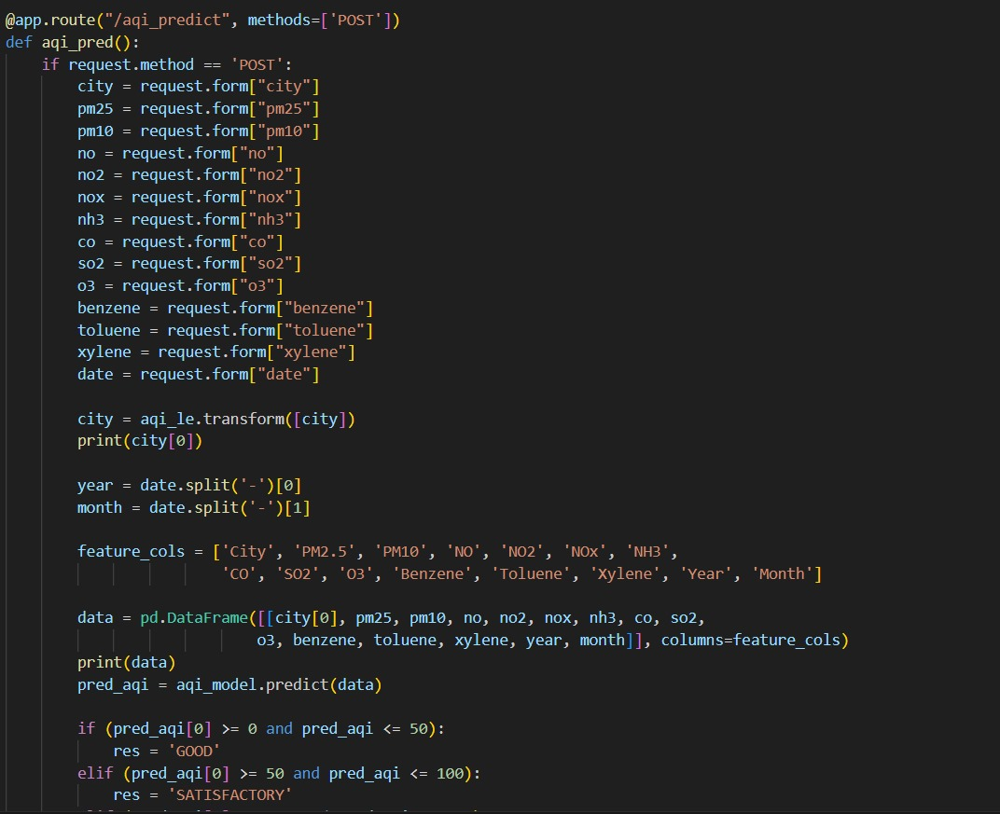 @app.route("/aqi_predict", methods=['POST'])
def aqi_pred():
    if request.method == 'POST':
        city = request.form["city"]
        pm25 = request.form["pm25"]
        pm10 = request.form["pm10"]
        no = request.form["no"]
        no2 = request.form["no2"]
        nox = request.form["nox"]
        nh3 = request.form["nh3"]
        co = request.form["co"]
        so2 = request.form["so2"]
        o3 = request.form["o3"]
        benzene = request.form["benzene"]
        toluene = request.form["toluene"]
        xylene = request.form["xylene"]
        date = request.form["date"]

        city = aqi_le.transform([city])
        print(city[0])

        year = date.split('-')[0]
        month = date.split('-')[1]

        feature_cols = ['City', 'PM2.5', 'PM10', 'NO', 'NO2', 'NOx', 'NH3',
                        'CO', 'SO2', 'O3', 'Benzene', 'Toluene', 'Xylene', 'Year', 'Month']

        data = pd.DataFrame([[city[0], pm25, pm10, no, no2, nox, nh3, co, so2,
                            o3, benzene, toluene, xylene, year, month]], columns=feature_cols)
        print(data)
        pred_aqi = aqi_model.predict(data)

        if (pred_aqi[0] >= 0 and pred_aqi <= 50):
            res = 'GOOD'
        elif (pred_aqi[0] >= 50 and pred_aqi <= 100):
            res = 'SATISFACTORY'